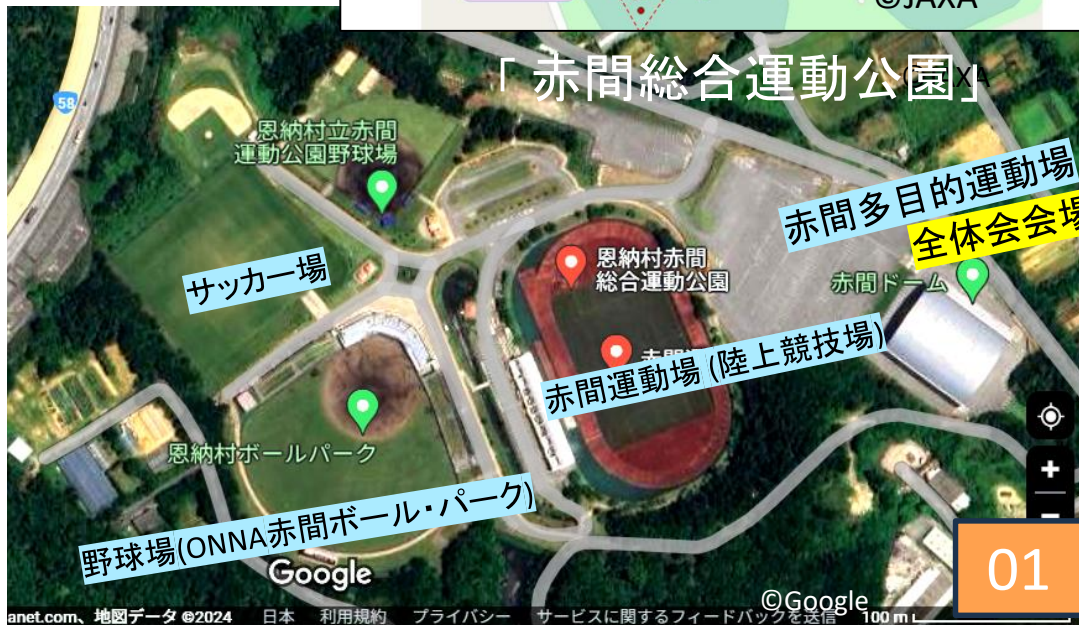 ©JAXA
「赤間総合運動公園」
58
恩納村立赤間
運動公園野球場
赤間多目的運動場
全体会会場
サッカー場
恩納村赤間
総合運動公園
赤間ドーム
赤間運動場(陸上競技場)
恩納村ボールパーク
野球場(ONNA赤間ボール・パーク)
Google
01
©Google
anet.com、地図データ ©2024 日本 利用規約 プライバシー サービスに関するフィードバックを送信 100 m